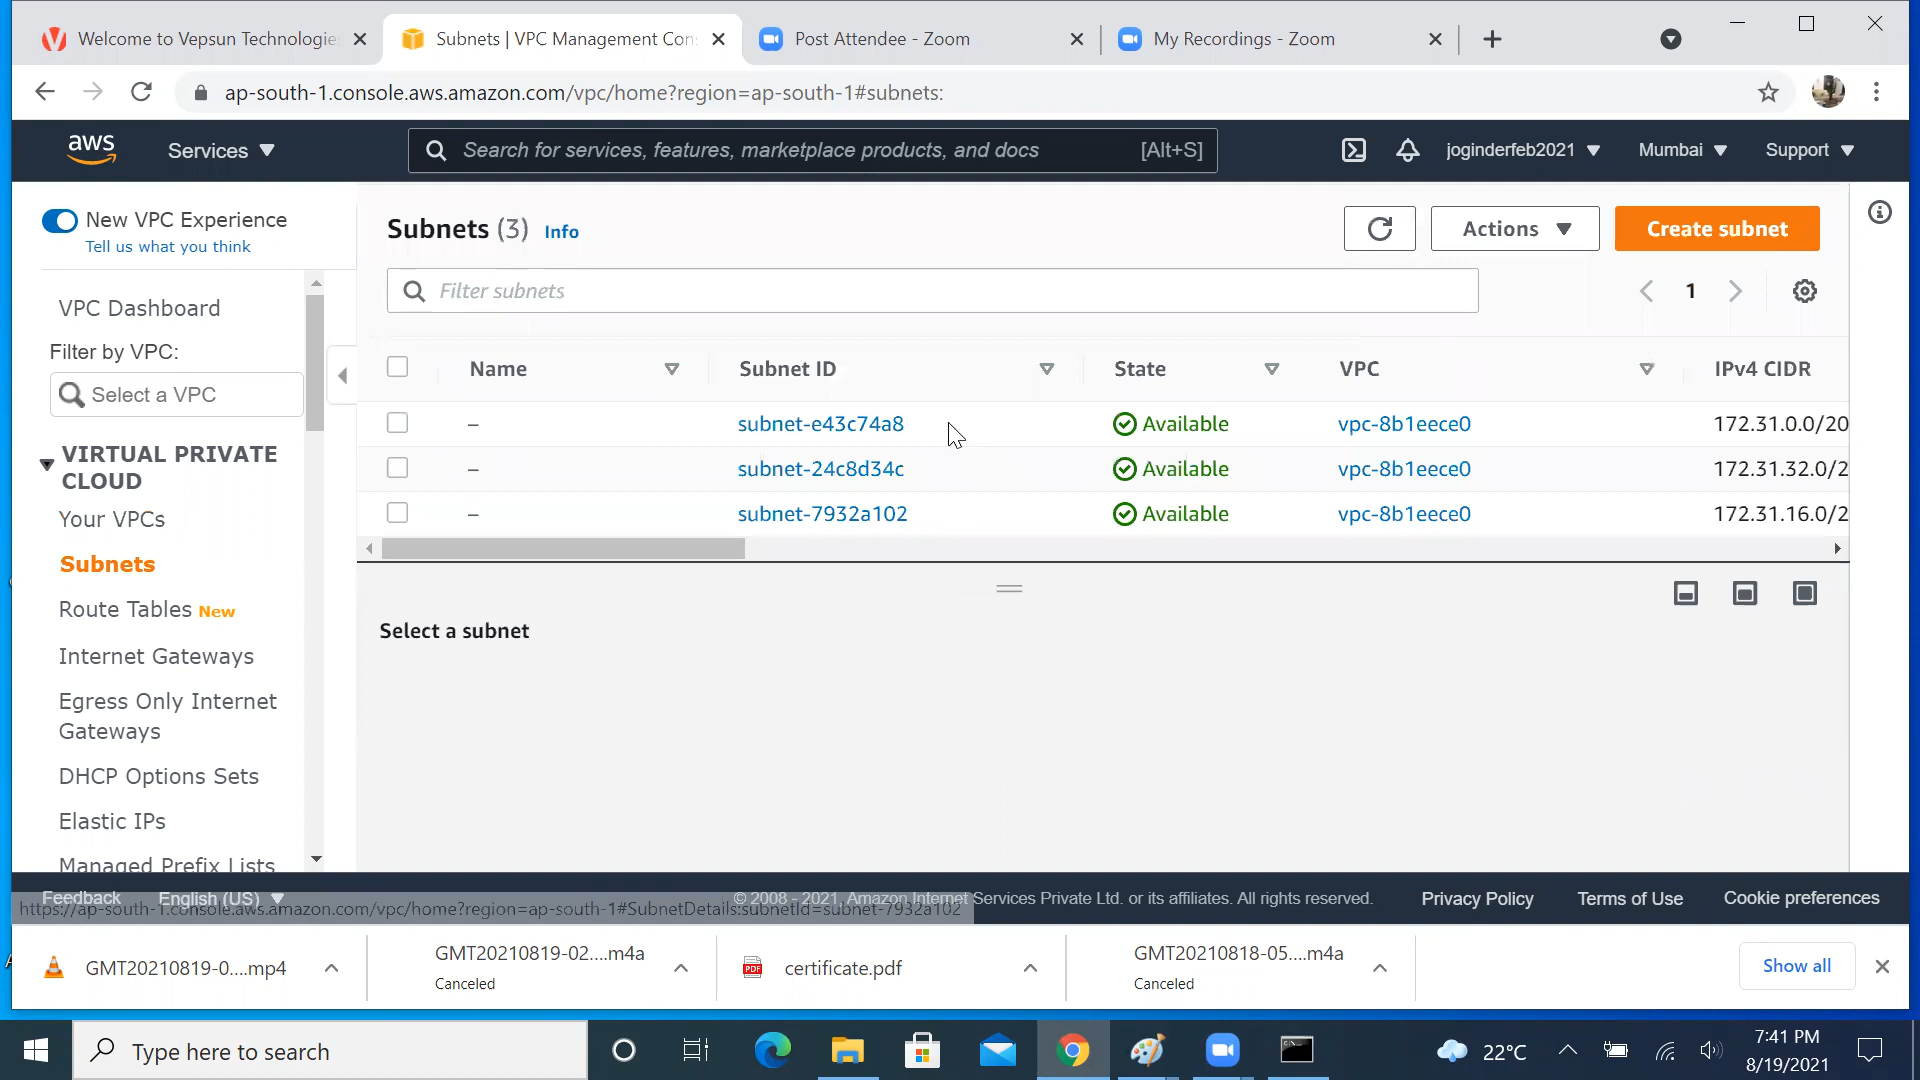 Welcome to Vepsun Technologie
Subnets | VPC Management Con
Post Attendee - Zoom
My Recordings - Zoom
ap-south-1.console.aws.amazon.com/vpc/home?region=ap-south-1#subnets:
aws
Services
Search for services, features, marketplace products, and docs [Alt+S]
joginderfeb2021
Mumbai
Support
New VPC Experience
Tell us what you think
VPC Dashboard
Filter by VPC:
Select a VPC
VIRTUAL PRIVATE
CLOUD
Your VPCs
Subnets
Route Tables New
Internet Gateways
Egress Only Internet
Gateways
DHCP Options Sets
Elastic IPs
Managed Prefix Lists
Subnets (3) Info
Actions
Create subnet
Filter subnets
1
Name Subnet ID State VPC IPv4 CIDR
– subnet-e43c74a8 Available vpc-8b1eece0 172.31.0.0/20
– subnet-24c8d34c Available vpc-8b1eece0 172.31.32.0/2
– subnet-7932a102 Available vpc-8b1eece0 172.31.16.0/2
Select a subnet
Feedback English (US) © 2008 - 2021, Amazon Internet Services Private Ltd. or its affiliates. All rights reserved. Privacy Policy Terms of Use Cookie preferences
https://ap-south-1.console.aws.amazon.com/vpc/home?region=ap-south-1#SubnetDetails:subnetId=subnet-7932a102
GMT20210819-0....mp4
GMT20210819-02....m4a
Canceled
certificate.pdf
GMT20210818-05....m4a
Canceled
Show all
Type here to search
22°C
7:41 PM
8/19/2021